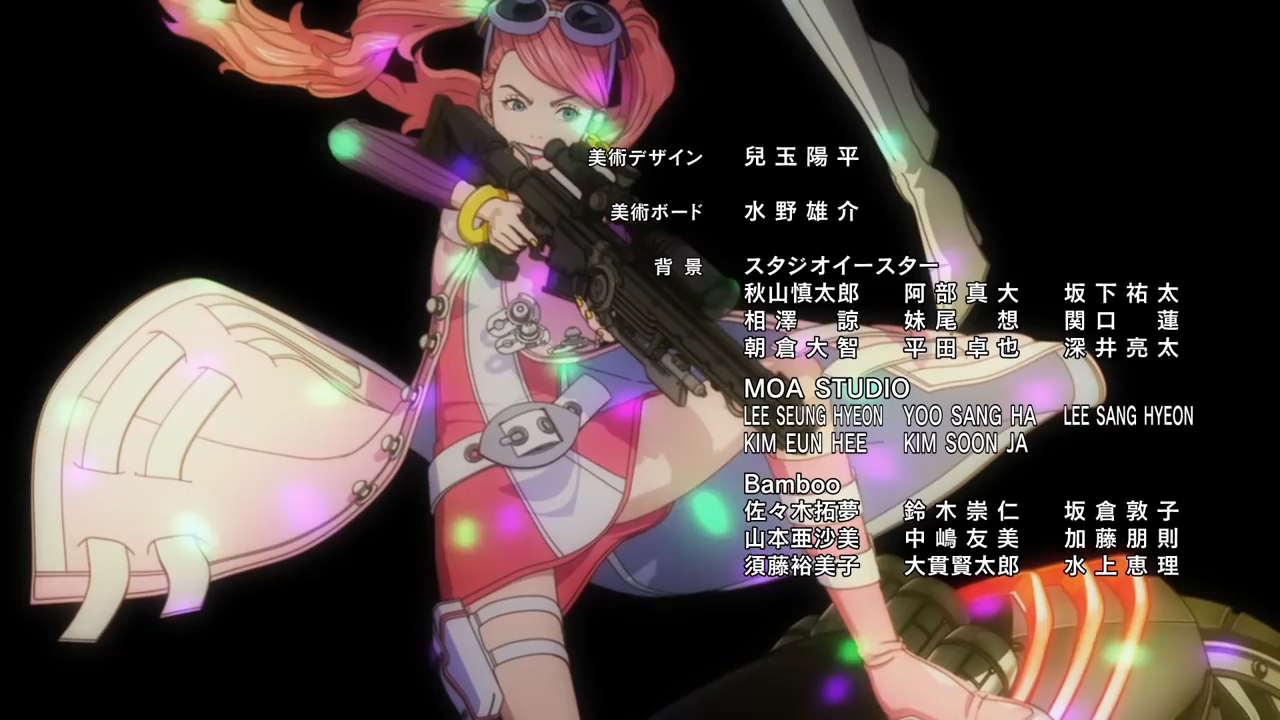 美術デザイン 兒玉陽平
美術ボード 水野雄介
背景 スタジオイースター
秋山慎太郎 阿部真大 坂下祐太
相澤 諒 妹尾 想 関口 蓮
朝倉大智 平田卓也 深井亮太
MOA STUDIO
LEE SEUNG HYEON YOO SANG HA LEE SANG HYEON
KIM EUN HEE KIM SOON JA
Bamboo
佐々木拓夢 鈴木崇仁 坂倉敦子
山本亜沙美 中嶋友美 加藤朋則
須藤裕美子 大貫賢太郎 水上恵理